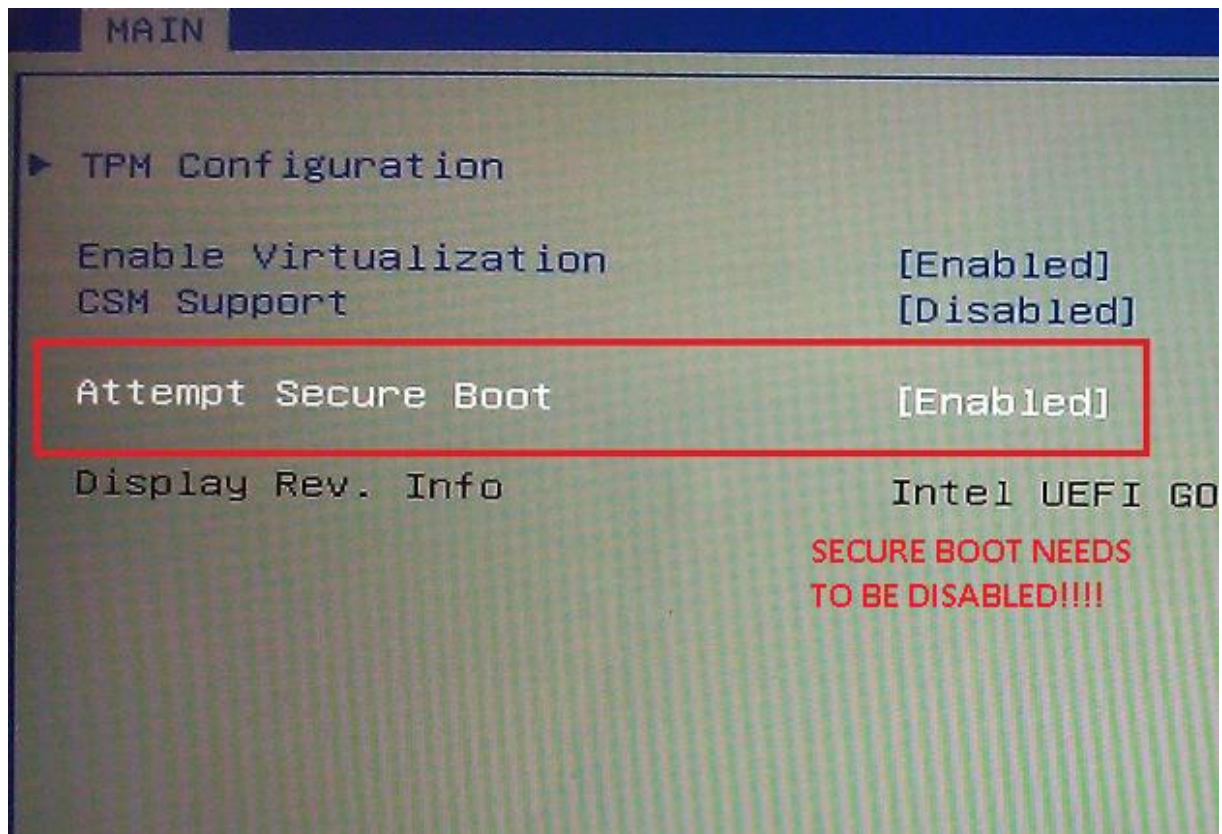 MAIN
TPM Configuration
Enable Virtualization [Enabled]
CSM Support [Disabled]
Attempt Secure Boot [Enabled]
Display Rev. Info Intel UEFI GO
SECURE BOOT NEEDS
TO BE DISABLED!!!!